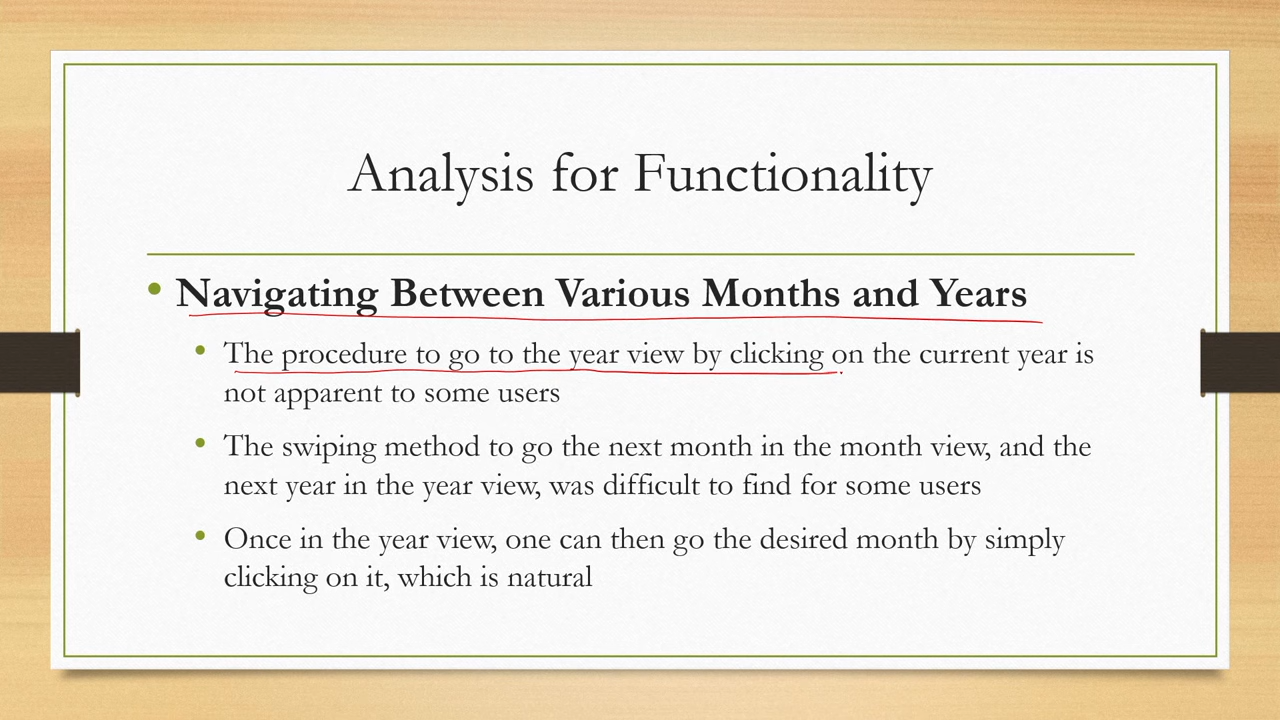 Analysis for Functionality
• Navigating Between Various Months and Years
• The procedure to go to the year view by clicking on the current year is
not apparent to some users
• The swiping method to go the next month in the month view, and the
next year in the year view, was difficult to find for some users
• Once in the year view, one can then go the desired month by simply
clicking on it, which is natural